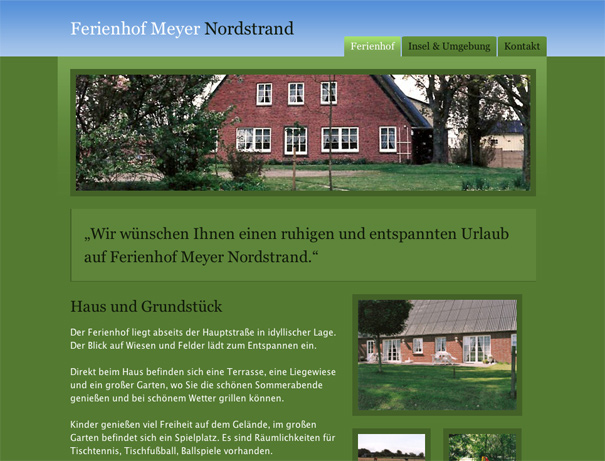 Ferienhof Meyer Nordstrand
Ferienhof
Insel & Umgebung
Kontakt
„Wir wünschen Ihnen einen ruhigen und entspannten Urlaub
auf Ferienhof Meyer Nordstrand.“
Haus und Grundstück
Der Ferienhof liegt abseits der Hauptstraße in idyllischer Lage.
Der Blick auf Wiesen und Felder lädt zum Entspannen ein.
Direkt beim Haus befinden sich eine Terrasse, eine Liegewiese
und ein großer Garten, wo Sie die schönen Sommerabende
genießen und bei schönem Wetter grillen können.
Kinder genießen viel Freiheit auf dem Gelände, im großen
Garten befindet sich ein Spielplatz. Es sind Räumlichkeiten für
Tischtennis, Tischfußball, Ballspiele vorhanden.